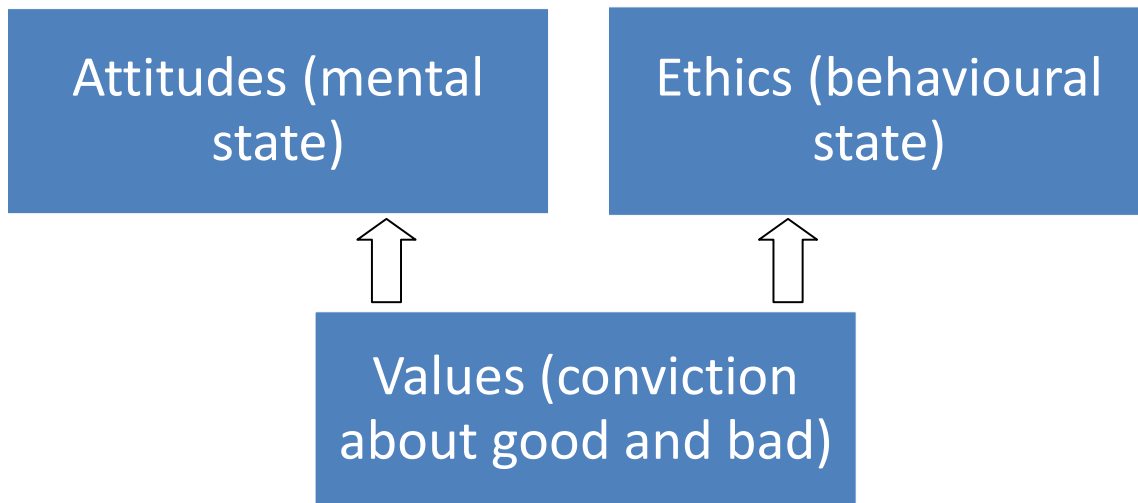 Attitudes (mental
state)
Ethics (behavioural
state)
Values (conviction
about good and bad)